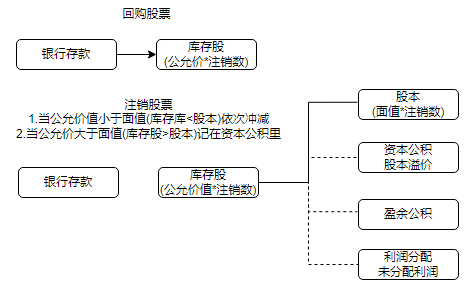 回购股票
银行存款
库存股
(公允价*注销数)
注销股票
1.当公允价值小于面值(库存库<股本)依次冲减
2.当公允价大于面值(库存股>股本)记在资本公积里
股本
(面值*注销数)
资本公积
股本溢价
银行存款
库存股
(公允价值*注销数)
盈余公积
利润分配
未分配利润